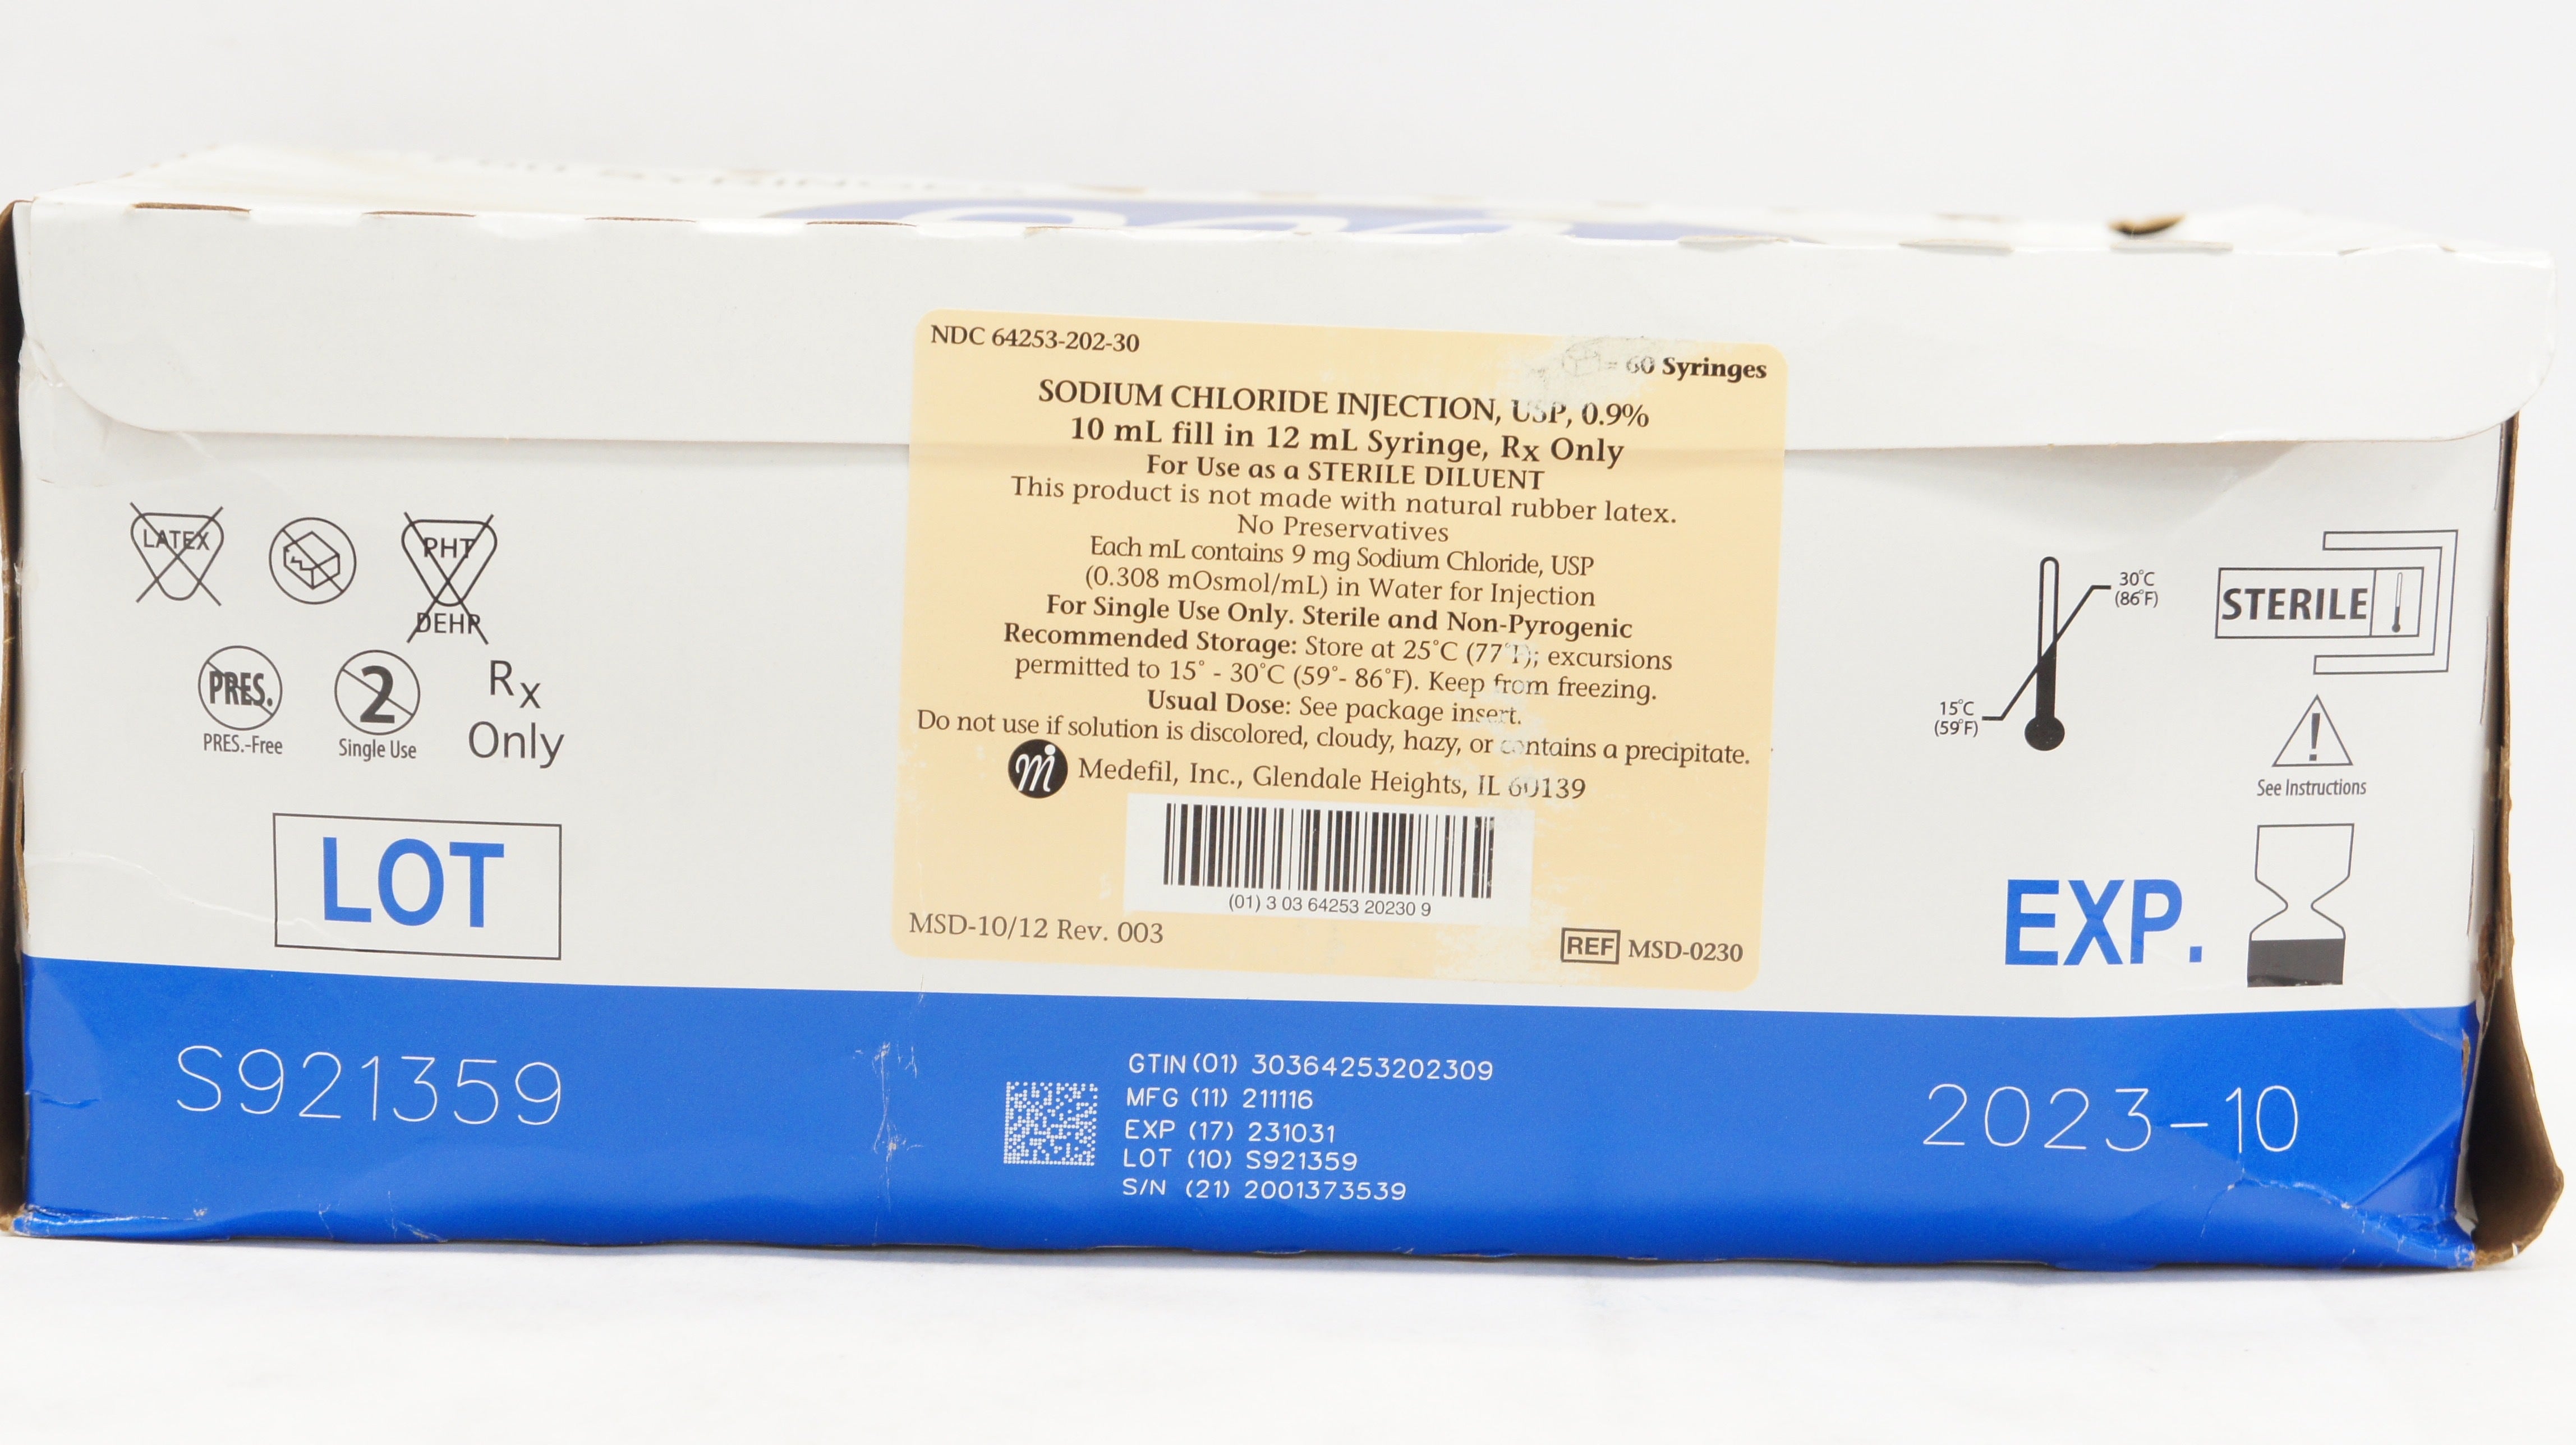 NDC 64253-202-30
= 60 Syringes
SODIUM CHLORIDE INJECTION, USP, 0.9%
10 mL fill in 12 mL Syringe, Rx Only
For Use as a STERILE DILUENT
This product is not made with natural rubber latex.
No Preservatives
Each mL contains 9 mg Sodium Chloride, USP
(0.308 mOsmol/mL) in Water for Injection
For Single Use Only. Sterile and Non-Pyrogenic
Recommended Storage: Store at 25°C (77°F); excursions
permitted to 15° - 30°C (59°- 86°F). Keep from freezing.
Usual Dose: See package insert.
Do not use if solution is discolored, cloudy, hazy, or contains a precipitate.
m Medefil, Inc., Glendale Heights, IL 60139
(01) 3 03 64253 20230 9
MSD-10/12 Rev. 003
REF MSD-0230
LATEX
PHT
DEHP
PRES.
PRES.-Free
2
Single Use
Rx
Only
LOT
S921359
30°C
(86°F)
15°C
(59°F)
STERILE
!
See Instructions
EXP.
2023-10
GTIN (01) 30364253202309
MFG (11) 211116
EXP (17) 231031
LOT (10) S921359
S/N (21) 2001373539